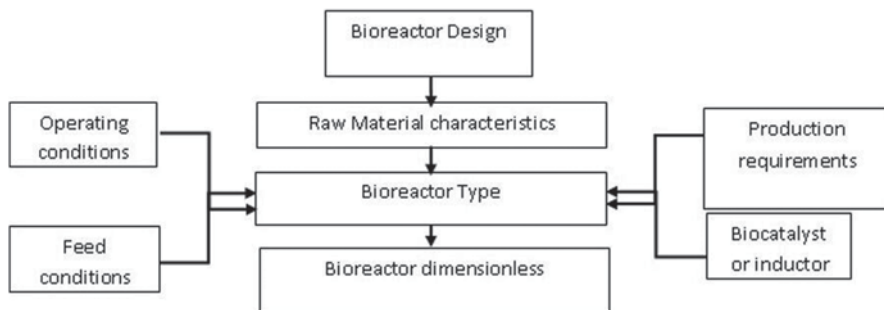 Bioreactor Design
Operating
conditions
Raw Material characteristics
Production
requirements
Bioreactor Type
Feed
conditions
Biocatalyst
or inductor
Bioreactor dimensionless